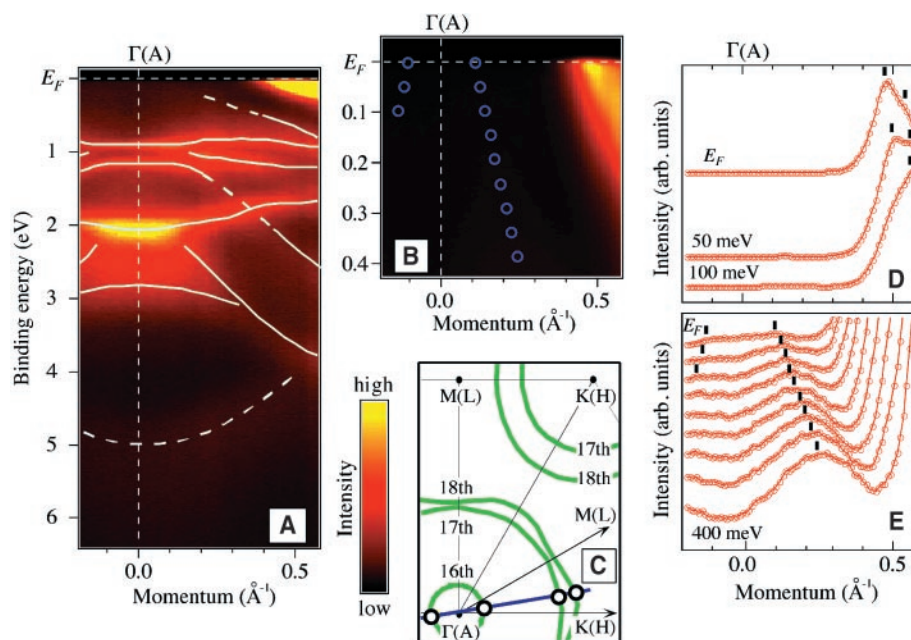 Γ(A)
E_F
1
2
3
4
5
6
Binding energy (eV)
0.0
0.5
Momentum (Å⁻¹)
A
high
Intensity
low
Γ(A)
E_F
0.1
0.2
0.3
0.4
B
0.0
0.5
Momentum (Å⁻¹)
M(L)
K(H)
17th
18th
18th
17th
M(L)
16th
C
Γ(A)
K(H)
Γ(A)
Intensity (arb. units)
E_F
50 meV
100 meV
D
Intensity (arb. units)
E_F
400 meV
E
0.0
0.5
Momentum (Å⁻¹)